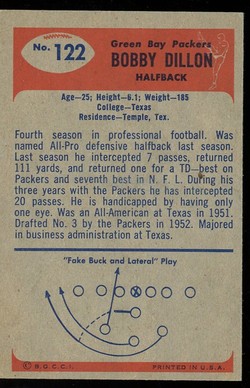 No. 122
Green Bay Packers
BOBBY DILLON
HALFBACK
Age—25; Height—6.1; Weight—185
College—Texas
Residence—Temple, Tex.
Fourth season in professional football. Was
named All-Pro defensive halfback last season.
Last season he intercepted 7 passes, returned
111 yards, and returned one for a TD—best on
Packers and seventh best in N. F. L. During his
three years with the Packers he has intercepted
20 passes. He is handicapped by having only
one eye. Was an All-American at Texas in 1951.
Drafted No. 3 by the Packers in 1952. Majored
in business administration at Texas.
"Fake Buck and Lateral" Play
X
© B.G.C.C.I.
PRINTED IN U.S.A.